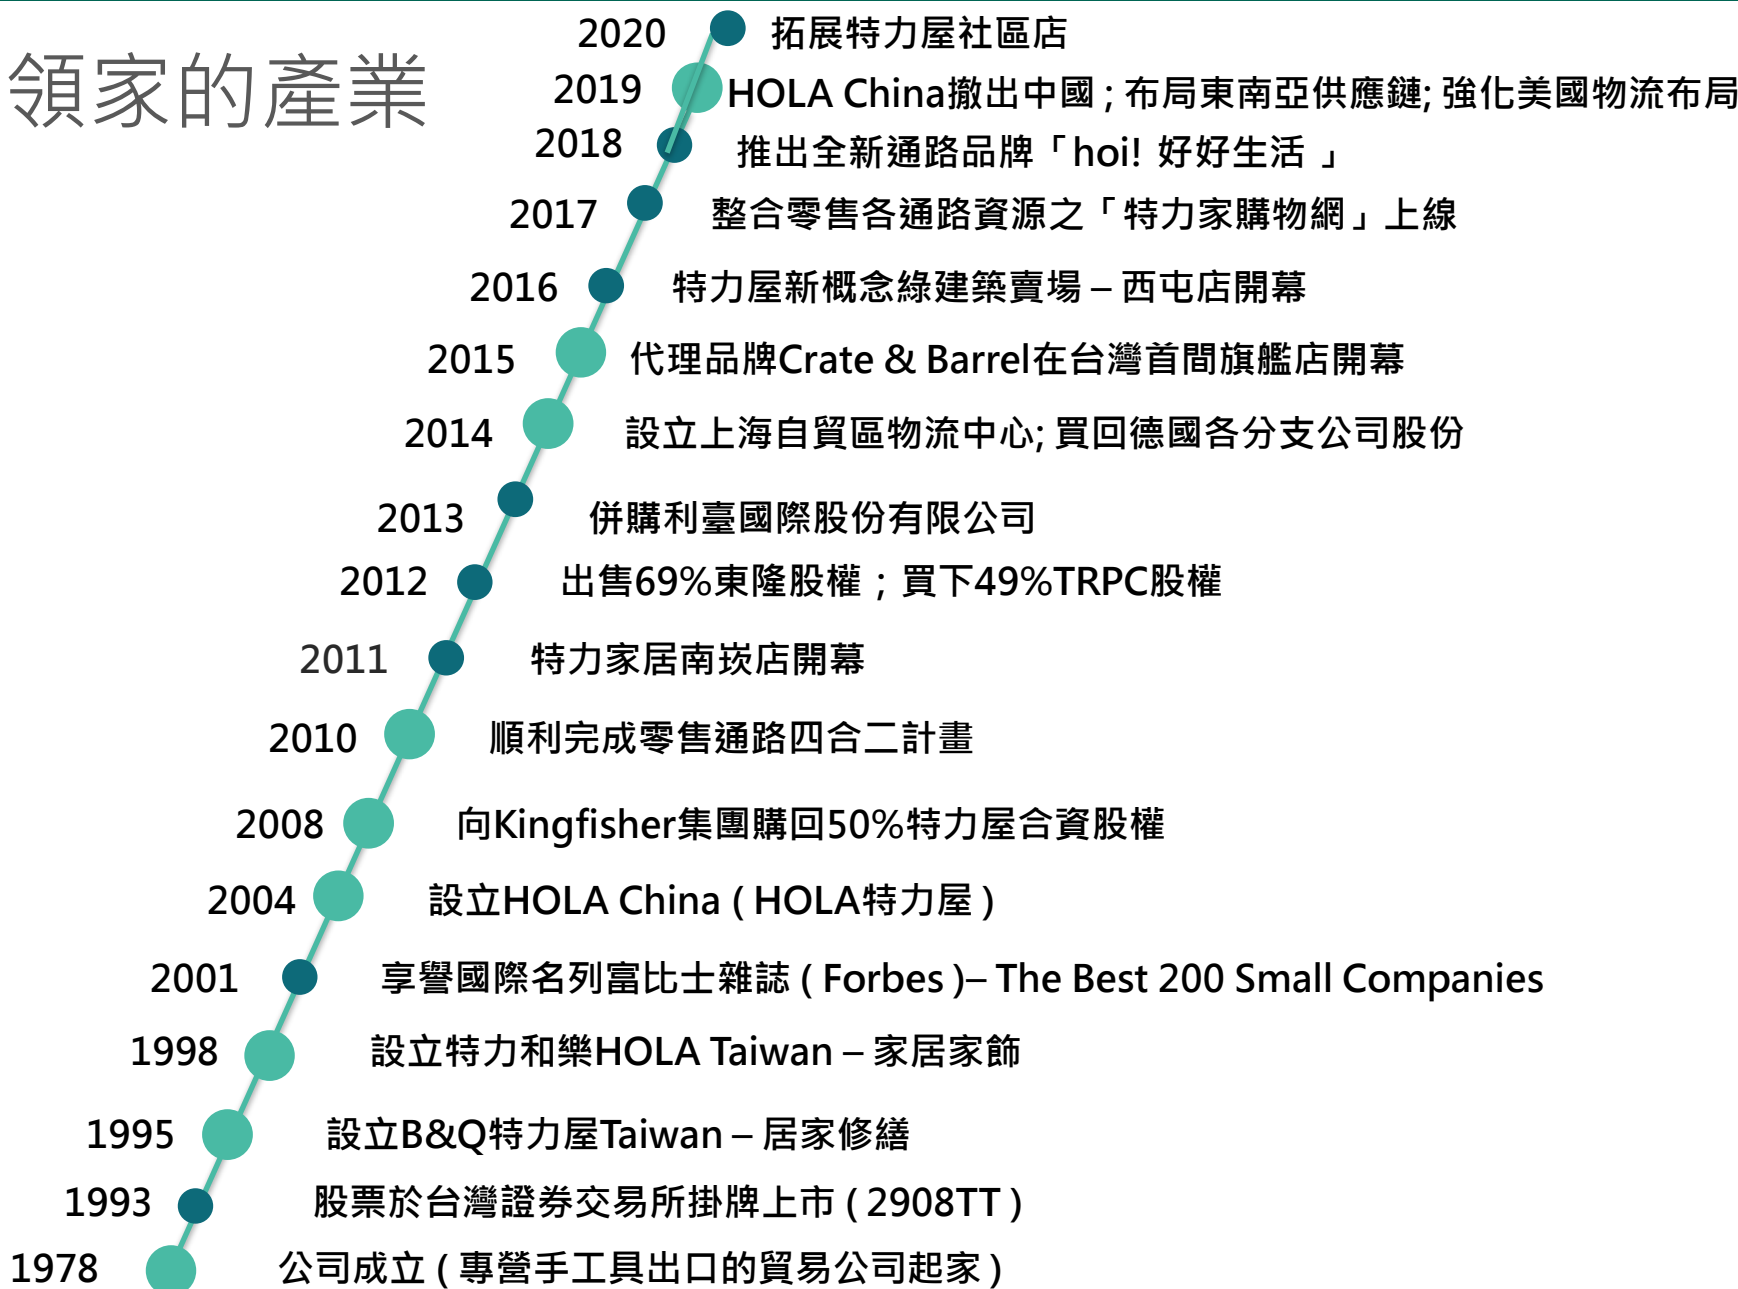 領家的產業
2020 拓展特力屋社區店
2019 HOLA China撤出中國 ; 布局東南亞供應鏈; 強化美國物流布局
2018 推出全新通路品牌「hoi! 好好生活 」
2017 整合零售各通路資源之「特力家購物網」上線
2016 特力屋新概念綠建築賣場 – 西屯店開幕
2015 代理品牌Crate & Barrel在台灣首間旗艦店開幕
2014 設立上海自貿區物流中心; 買回德國各分支公司股份
2013 併購利臺國際股份有限公司
2012 出售69%東隆股權 ; 買下49%TRPC股權
2011 特力家居南崁店開幕
2010 順利完成零售通路四合二計畫
2008 向Kingfisher集團購回50%特力屋合資股權
2004 設立HOLA China ( HOLA特力屋 )
2001 享譽國際名列富比士雜誌 ( Forbes )– The Best 200 Small Companies
1998 設立特力和樂HOLA Taiwan – 家居家飾
1995 設立B&Q特力屋Taiwan – 居家修繕
1993 股票於台灣證券交易所掛牌上市 ( 2908TT )
1978 公司成立 ( 專營手工具出口的貿易公司起家 )